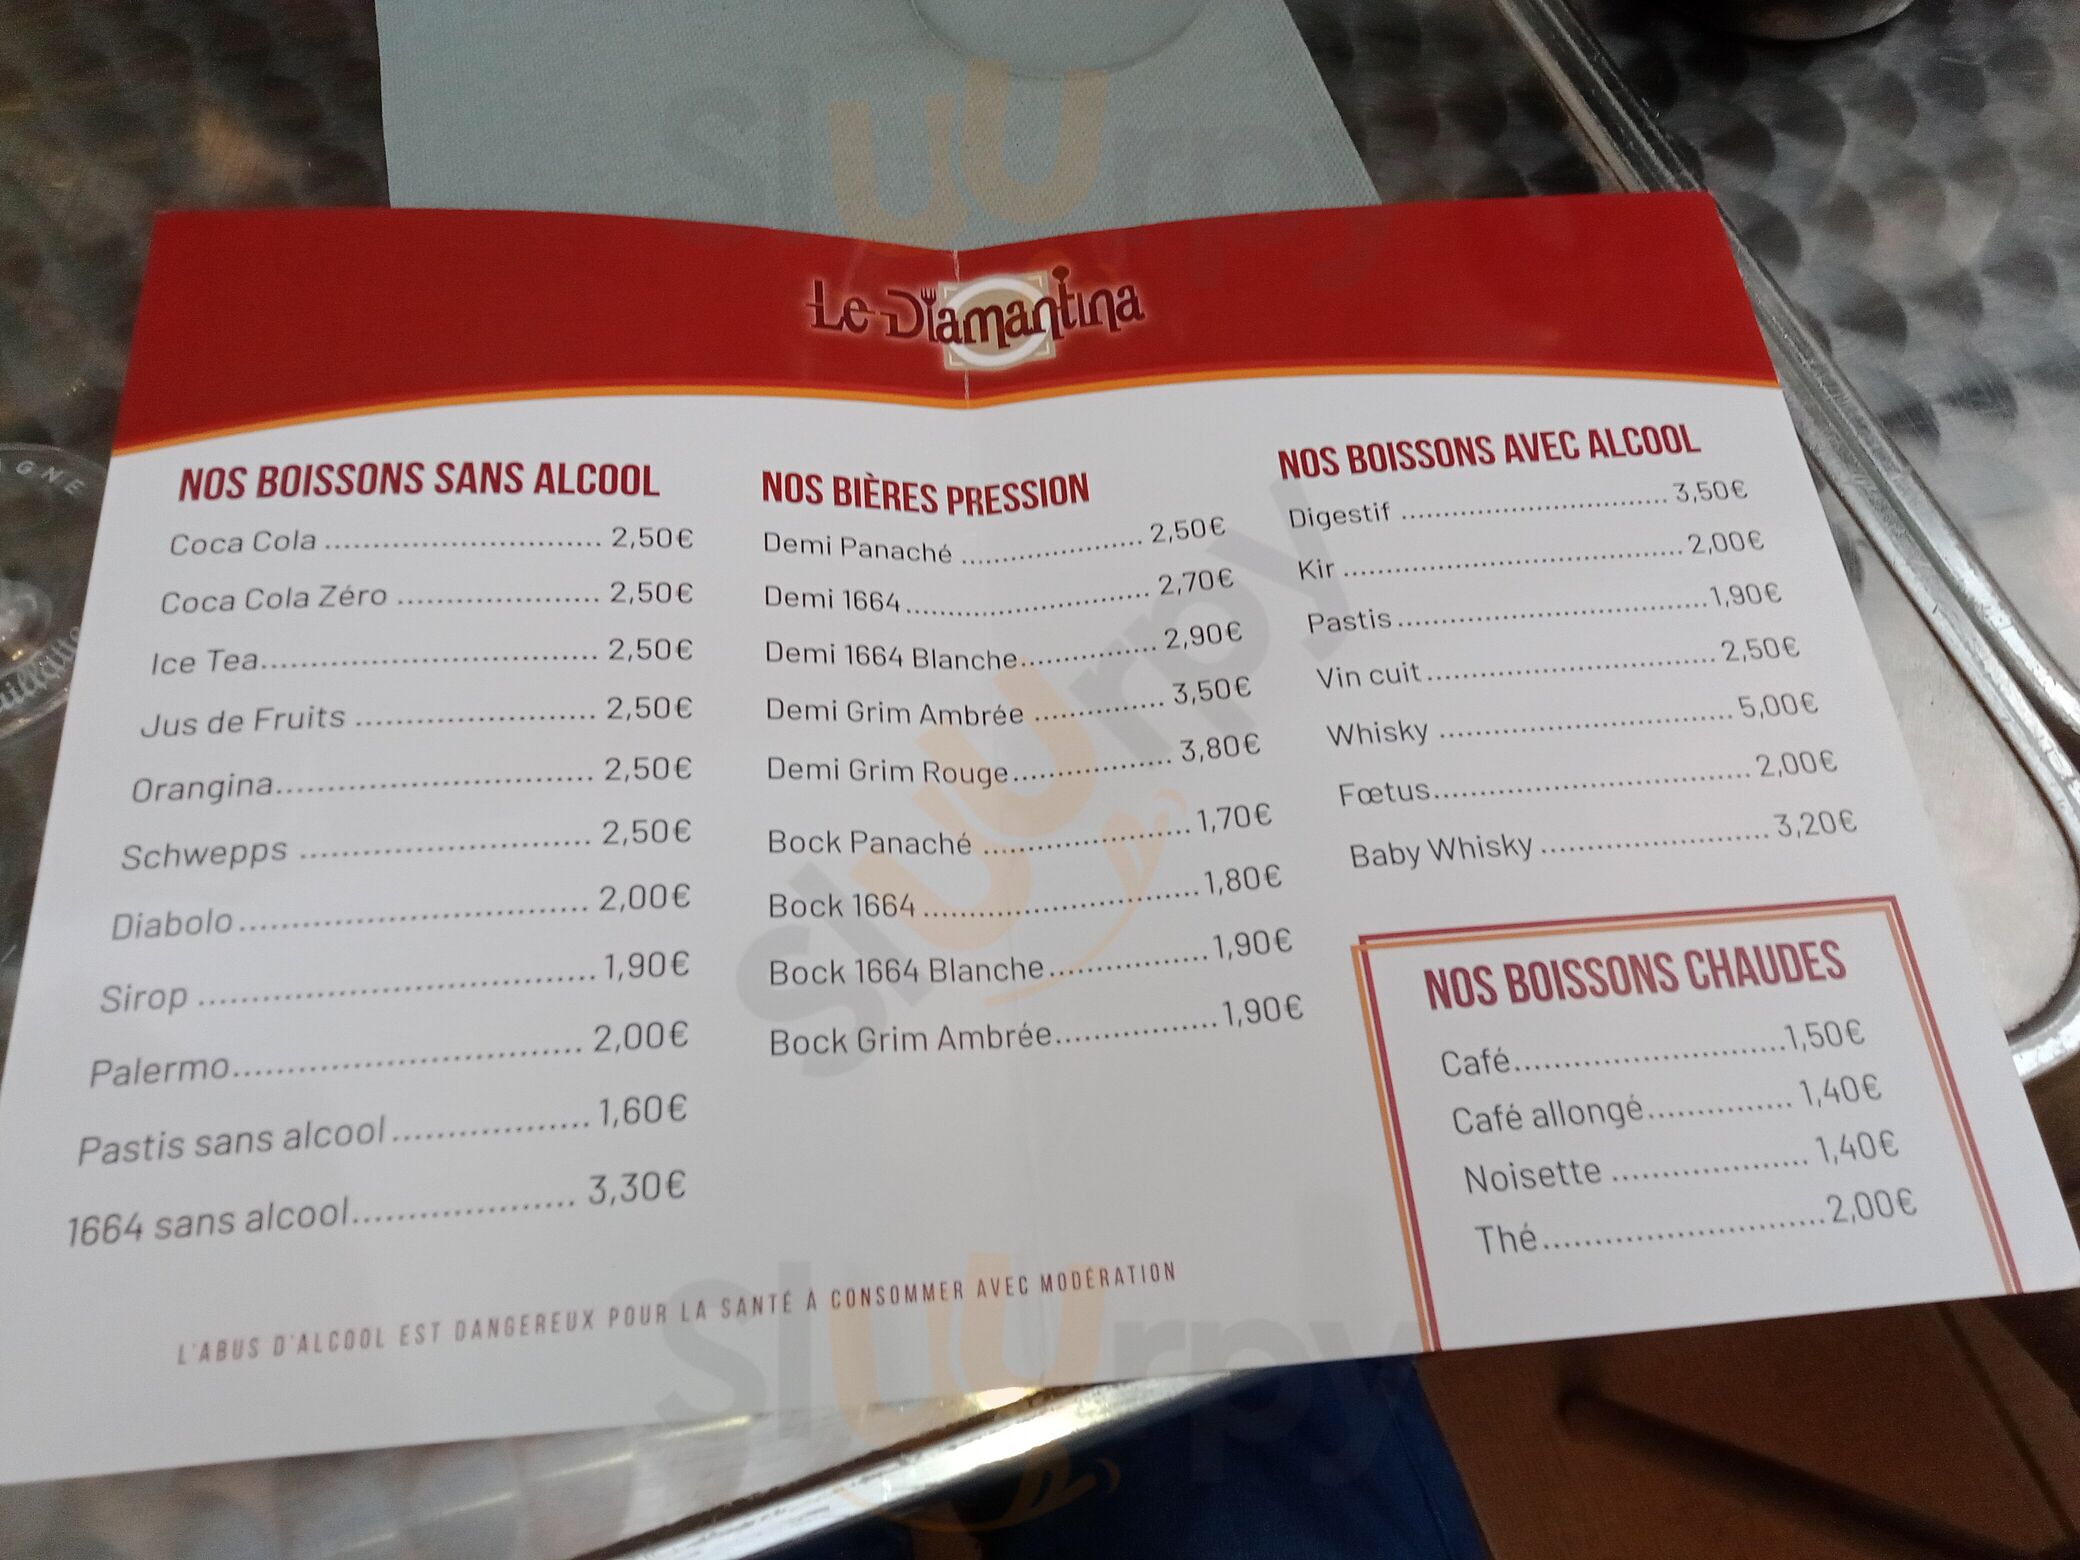 Le Diamantina
NOS BOISSONS SANS ALCOOL
Coca Cola ................................ 2,50€
Coca Cola Zéro ........................ 2,50€
Ice Tea....................................... 2,50€
Jus de Fruits ............................ 2,50€
Orangina..................................... 2,50€
Schwepps .................................. 2,50€
Diabolo........................................ 2,00€
Sirop ............................................1,90€
Palermo....................................... 2,00€
Pastis sans alcool.....................1,60€
1664 sans alcool........................ 3,30€
NOS BIÈRES PRESSION
Demi Panaché ...................... 2,50€
Demi 1664.............................. 2,70€
Demi 1664 Blanche................ 2,90€
Demi Grim Ambrée ............... 3,50€
Demi Grim Rouge................... 3,80€
Bock Panaché .........................1,70€
Bock 1664.................................1,80€
Bock 1664 Blanche...................1,90€
Bock Grim Ambrée...................1,90€
NOS BOISSONS AVEC ALCOOL
Digestif ................................ 3,50€
Kir .........................................2,00€
Pastis.....................................1,90€
Vin cuit .................................. 2,50€
Whisky ................................... 5,00€
Fœtus..................................... 2,00€
Baby Whisky ........................... 3,20€
NOS BOISSONS CHAUDES
Café................................1,50€
Café allongé................. 1,40€
Noisette ....................... 1,40€
Thé..................................2,00€
L'ABUS D'ALCOOL EST DANGEREUX POUR LA SANTÉ À CONSOMMER AVEC MODÉRATION
sluurpy
sluurpy
sluurpy